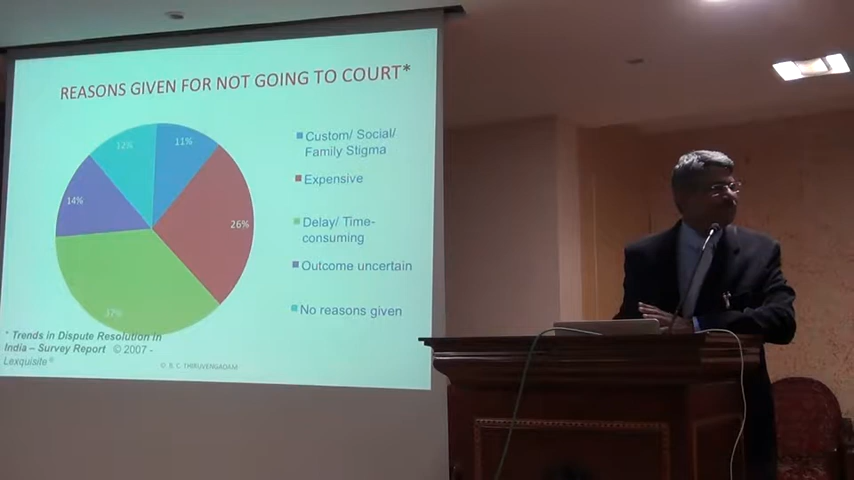 REASONS GIVEN FOR NOT GOING TO COURT*
12%
11%
14%
26%
37%
Custom/ Social/
Family Stigma
Expensive
Delay/ Time-
consuming
Outcome uncertain
No reasons given
* Trends in Dispute Resolution in
India – Survey Report © 2007 -
Lexquisite®
© B. C. THIRUVENGADAM